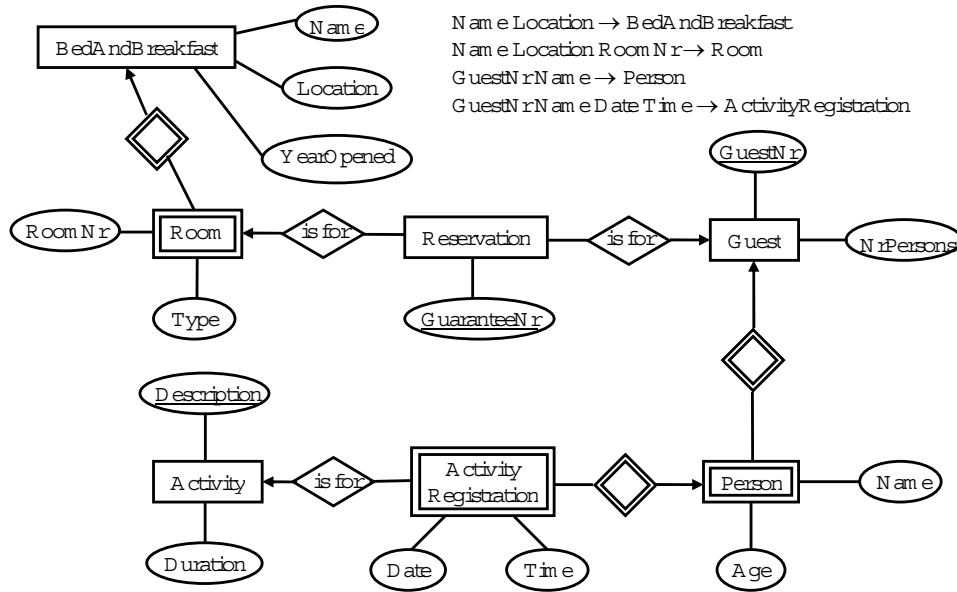 Name
BedAndBreakfast
Location
YearOpened
Name Location → BedAndBreakfast
Name Location RoomNr → Room
GuestNr Name → Person
GuestNr Name Date Time → ActivityRegistration
GuestNr
RoomNr
Room
is for
Reservation
is for
Guest
NrPersons
Type
GuaranteeNr
Description
Activity
is for
Activity
Registration
Person
Name
Duration
Date
Time
Age